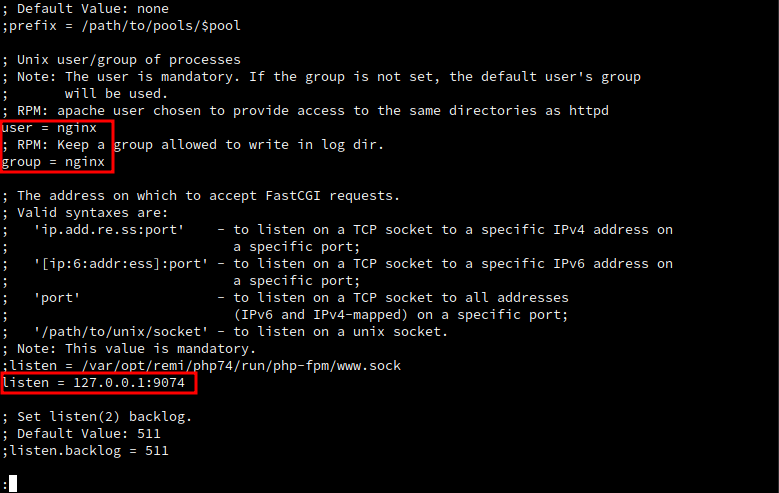 ; Default Value: none
;prefix = /path/to/pools/$pool
; Unix user/group of processes
; Note: The user is mandatory. If the group is not set, the default user's group
;       will be used.
; RPM: apache user chosen to provide access to the same directories as httpd
user = nginx
; RPM: Keep a group allowed to write in log dir.
group = nginx
; The address on which to accept FastCGI requests.
; Valid syntaxes are:
;   'ip.add.re.ss:port'    - to listen on a TCP socket to a specific IPv4 address on
;                            a specific port;
;   '[ip:6:addr:ess]:port' - to listen on a TCP socket to a specific IPv6 address on
;                            a specific port;
;   'port'                 - to listen on a TCP socket to all addresses
;                            (IPv6 and IPv4-mapped) on a specific port;
;   '/path/to/unix/socket' - to listen on a unix socket.
; Note: This value is mandatory.
;listen = /var/opt/remi/php74/run/php-fpm/www.sock
listen = 127.0.0.1:9074
; Set listen(2) backlog.
; Default Value: 511
;listen.backlog = 511
: